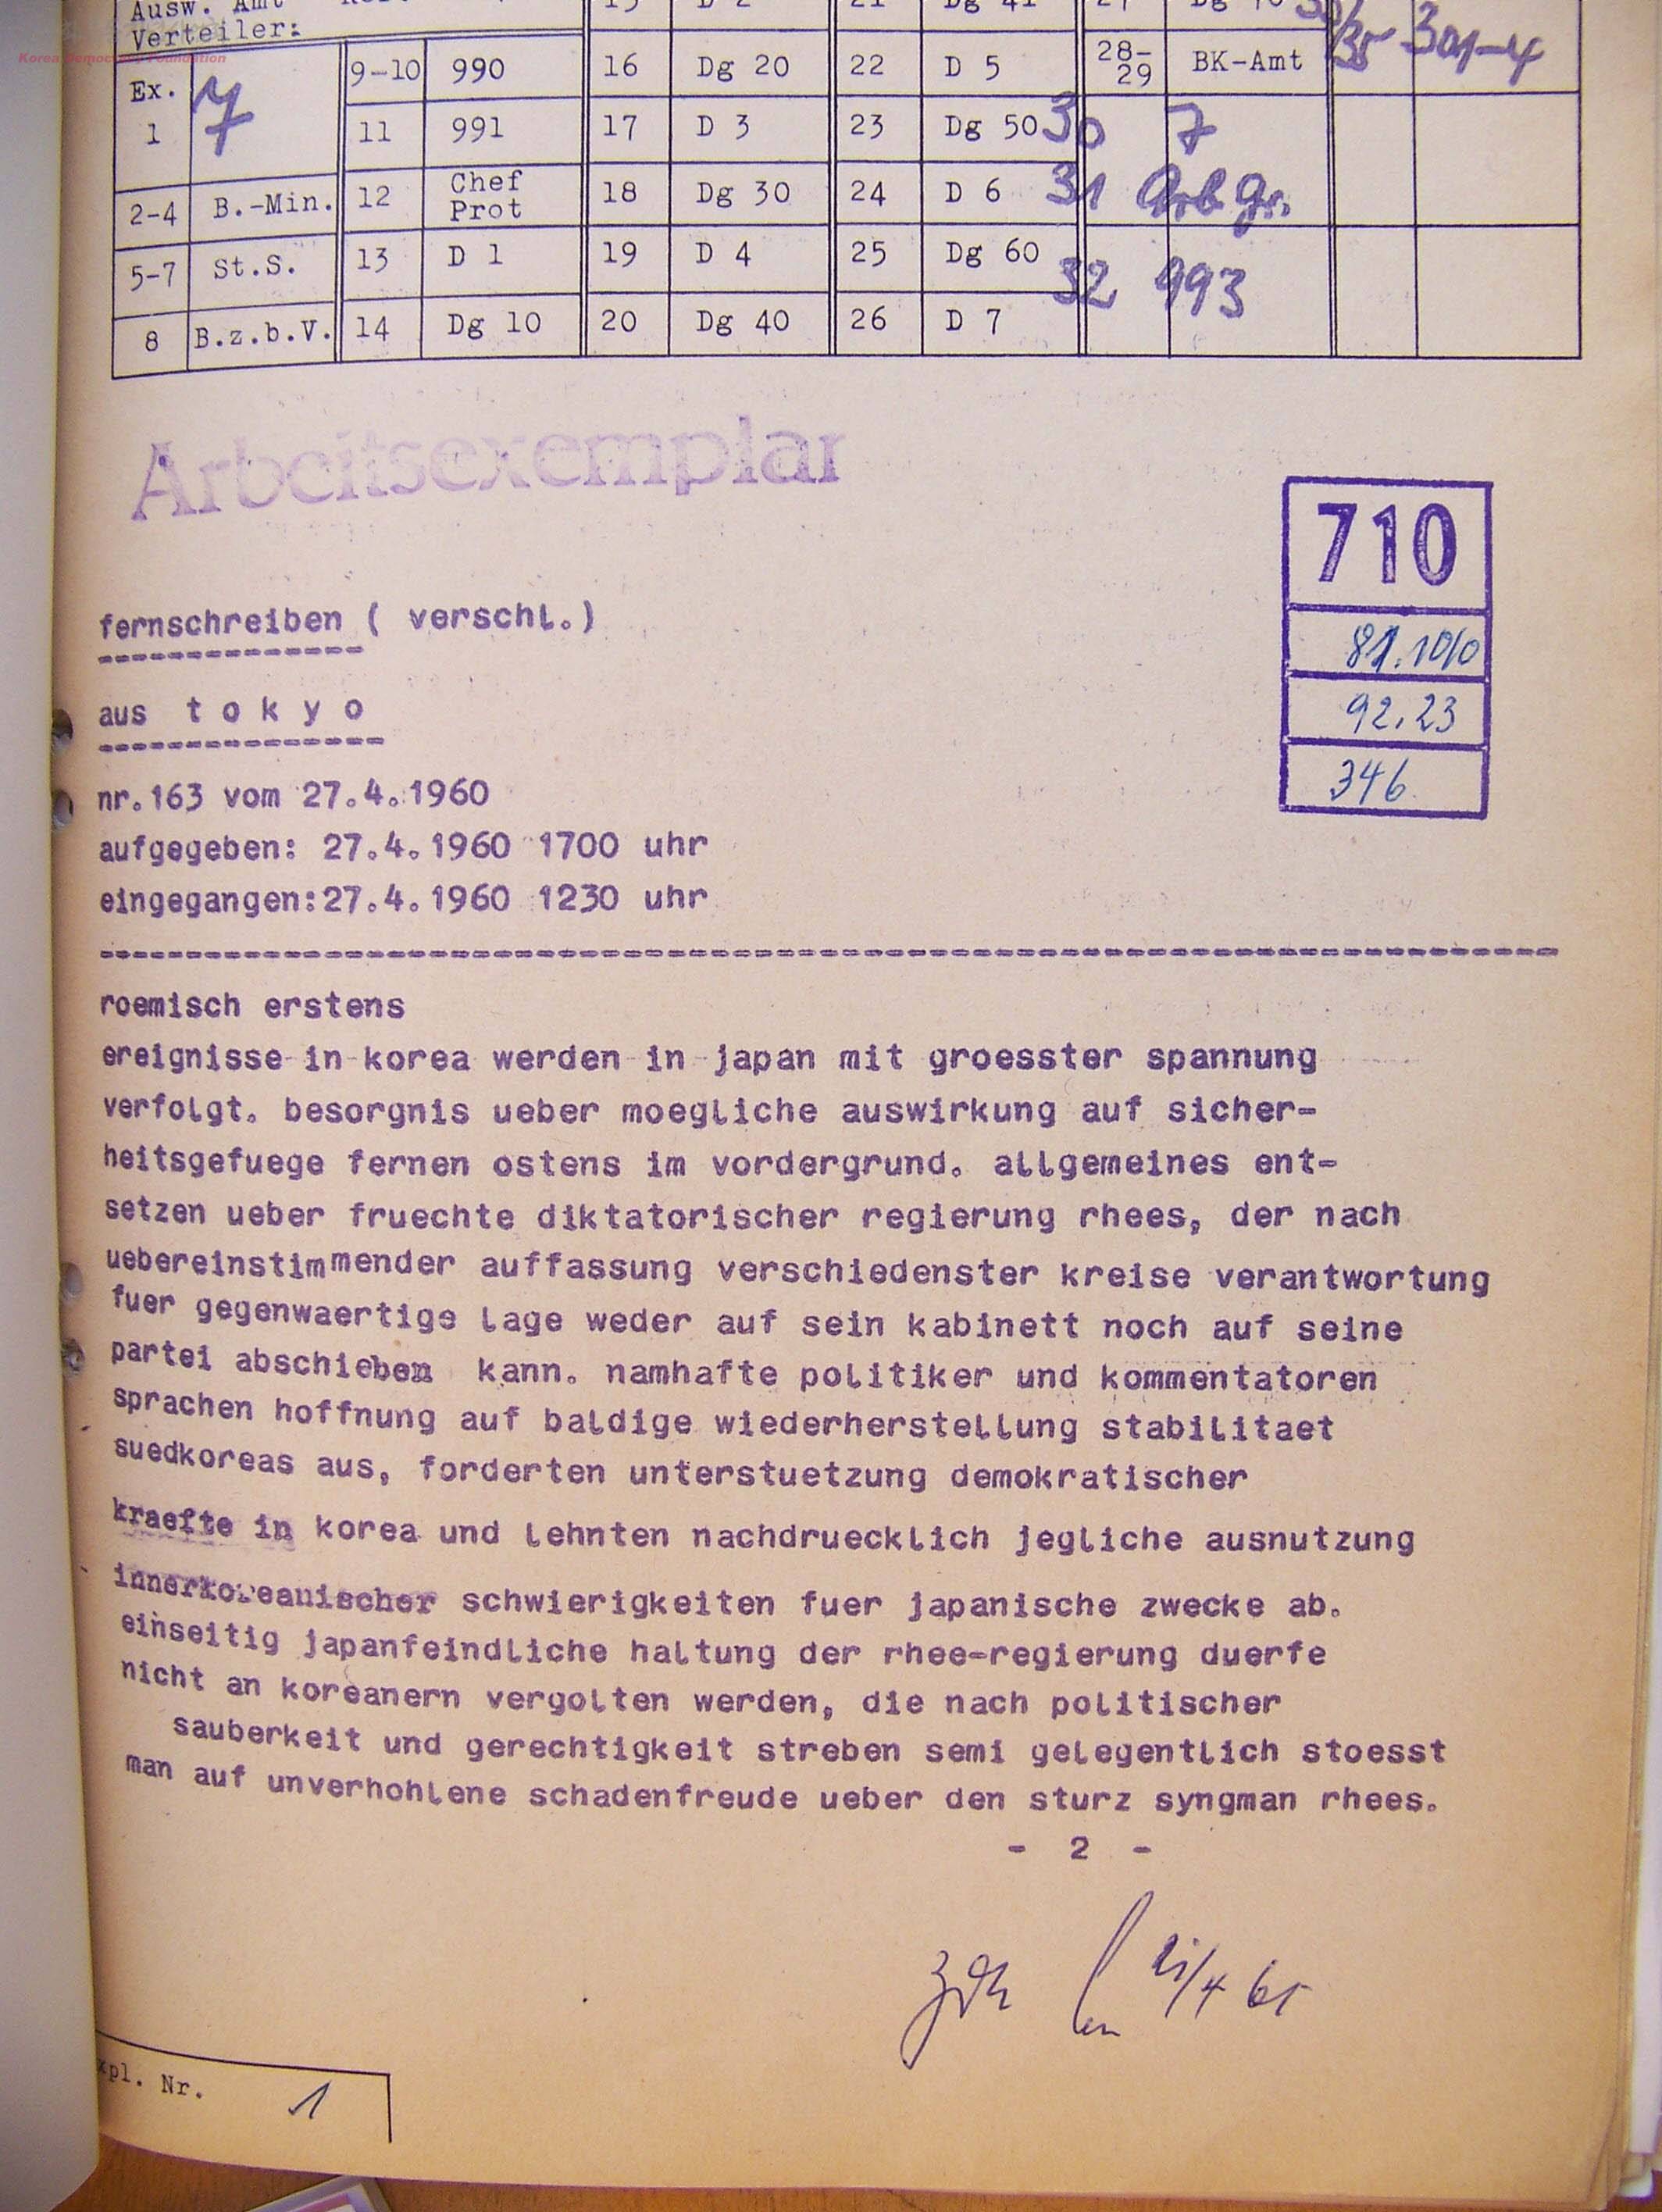 Korea Democracy Foundation
Ausw. Amt
Verteiler:
Ex. 1 7 9-10 990 16 Dg 20 22 D 5 28-29 BK-Amt
11 991 17 D 3 23 Dg 50 30 7
2-4 B.-Min. 12 Chef Prot 18 Dg 30 24 D 6 31 Arb Gr.
5-7 St.S. 13 D 1 19 D 4 25 Dg 60 32 993
8 B.z.b.V. 14 Dg 10 20 Dg 40 26 D 7
Arbeitsexemplar
710
92.23
346
fernschreiben ( verschl.)
aus t o k y o
nr.163 vom 27.4.1960
aufgegeben: 27.4.1960 1700 uhr
eingegangen:27.4.1960 1230 uhr
roemisch erstens
ereignisse in korea werden in japan mit groesster spannung
verfolgt. besorgnis ueber moegliche auswirkung auf sicher-
heitsgefuege fernen ostens im vordergrund. allgemeines ent-
setzen ueber fruechte diktatorischer regierung rhees, der nach
uebereinstimmender auffassung verschiedenster kreise verantwortung
fuer gegenwaertige lage weder auf sein kabinett noch auf seine
partei abschieben kann. namhafte politiker und kommentatoren
sprachen hoffnung auf baldige wiederherstellung stabilitaet
suedkoreas aus, forderten unterstuetzung demokratischer
kraefte in korea und lehnten nachdruecklich jegliche ausnutzung
innerkoreanischer schwierigkeiten fuer japanische zwecke ab.
einseitig japanfeindliche haltung der rhee-regierung duerfe
nicht an koreanern vergolten werden, die nach politischer
sauberkeit und gerechtigkeit streben semi gelegentlich stoesst
man auf unverhohlene schadenfreude ueber den sturz syngman rhees.
- 2 -
xpl. Nr. 1